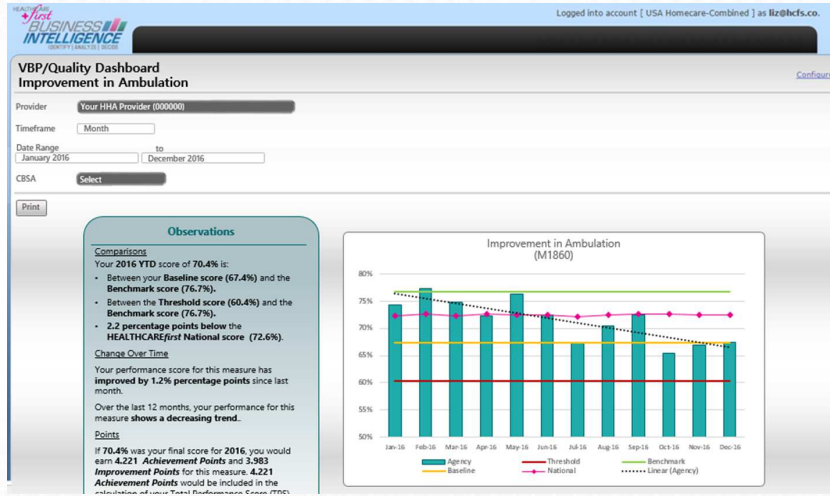 HEALTHCARE
first
BUSINESS
INTELLIGENCE
IDENTIFY | ANALYZE | DECIDE
Logged into account [ USA Homecare-Combined ] as liz@hcfs.co.
VBP/Quality Dashboard
Improvement in Ambulation
Configur
Provider
Your HHA Provider (000000)
Timeframe
Month
Date Range
to
January 2016
December 2016
CBSA
Select
Print
Observations
Comparisons
Your 2016 YTD score of 70.4% is:
• Between your Baseline score (67.4%) and the
Benchmark score (76.7%).
• Between the Threshold score (60.4%) and the
Benchmark score (76.7%).
• 2.2 percentage points below the
HEALTHCAREfirst National score (72.6%).
Change Over Time
Your performance score for this measure has
improved by 1.2% percentage points since last
month.
Over the last 12 months, your performance for this
measure shows a decreasing trend..
Points
If 70.4% was your final score for 2016, you would
earn 4.221 Achievement Points and 3.983
Improvement Points for this measure. 4.221
Achievement Points would be included in the
calculation of your Total Performance Score (TPS)
Improvement in Ambulation
(M1860)
80%
75%
70%
65%
60%
55%
50%
Jan-16 Feb-16 Mar-16 Apr-16 May-16 Jun-16 Jul-16 Aug-16 Sep-16 Oct-16 Nov-16 Dec-16
Agency Threshold Benchmark
Baseline National Linear (Agency)